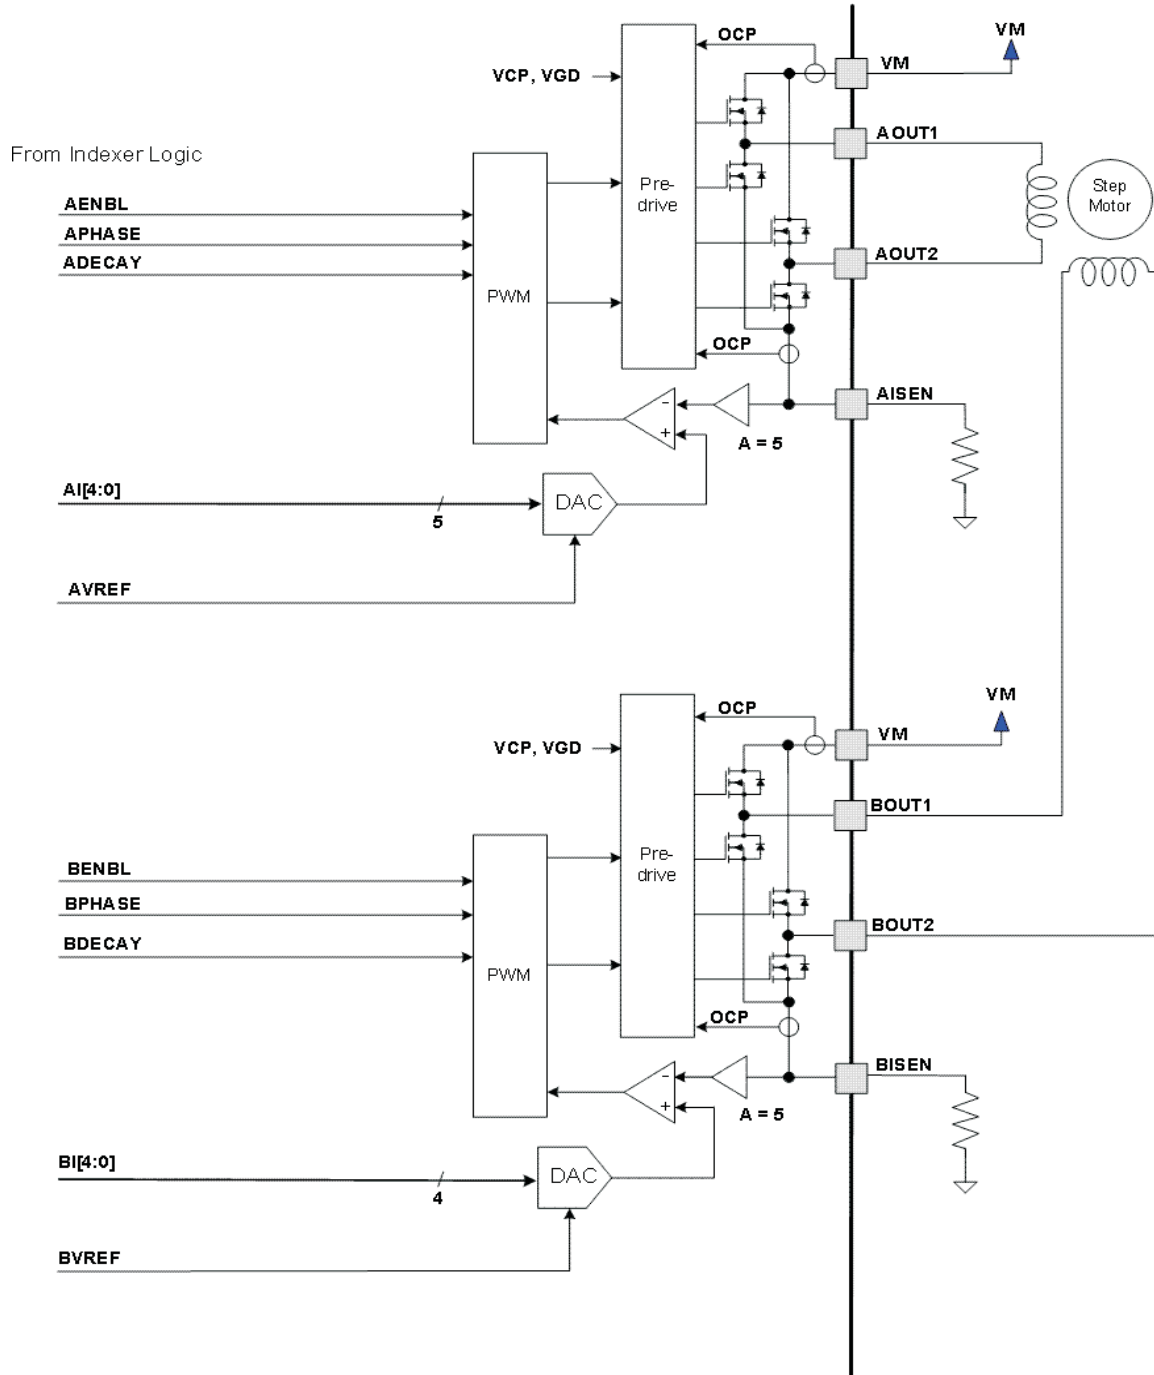 OCP
VM
VM
VCP, VGD
AOUT1
From Indexer Logic
Pre-
drive
Step
Motor
AENBL
APHASE
ADECAY
AOUT2
PWM
OCP
AISEN
-
+
A = 5
AI[4:0]
5
DAC
AVREF
OCP
VM
VM
VCP, VGD
BOUT1
Pre-
drive
BENBL
BPHASE
BDECAY
BOUT2
PWM
OCP
BISEN
-
+
A = 5
BI[4:0]
4
DAC
BVREF